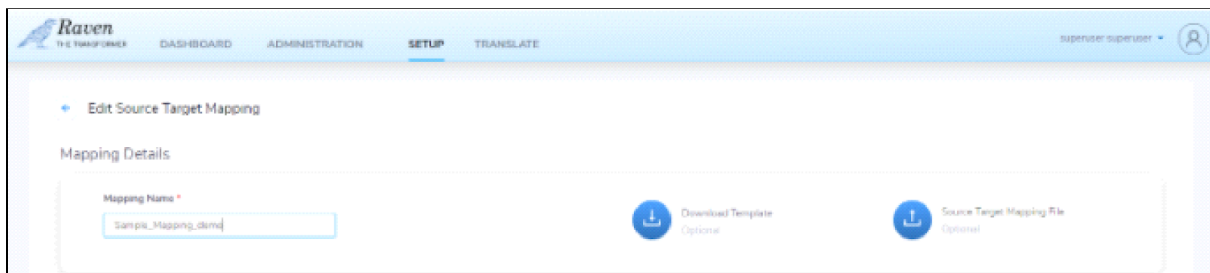 Raven
THE TRANSFORMER
DASHBOARD
ADMINISTRATION
SETUP
TRANSLATE
superuser superuser
Edit Source Target Mapping
Mapping Details
Mapping Name *
Sample_Mapping_demo
Download Template
Optional
Source Target Mapping File
Optional